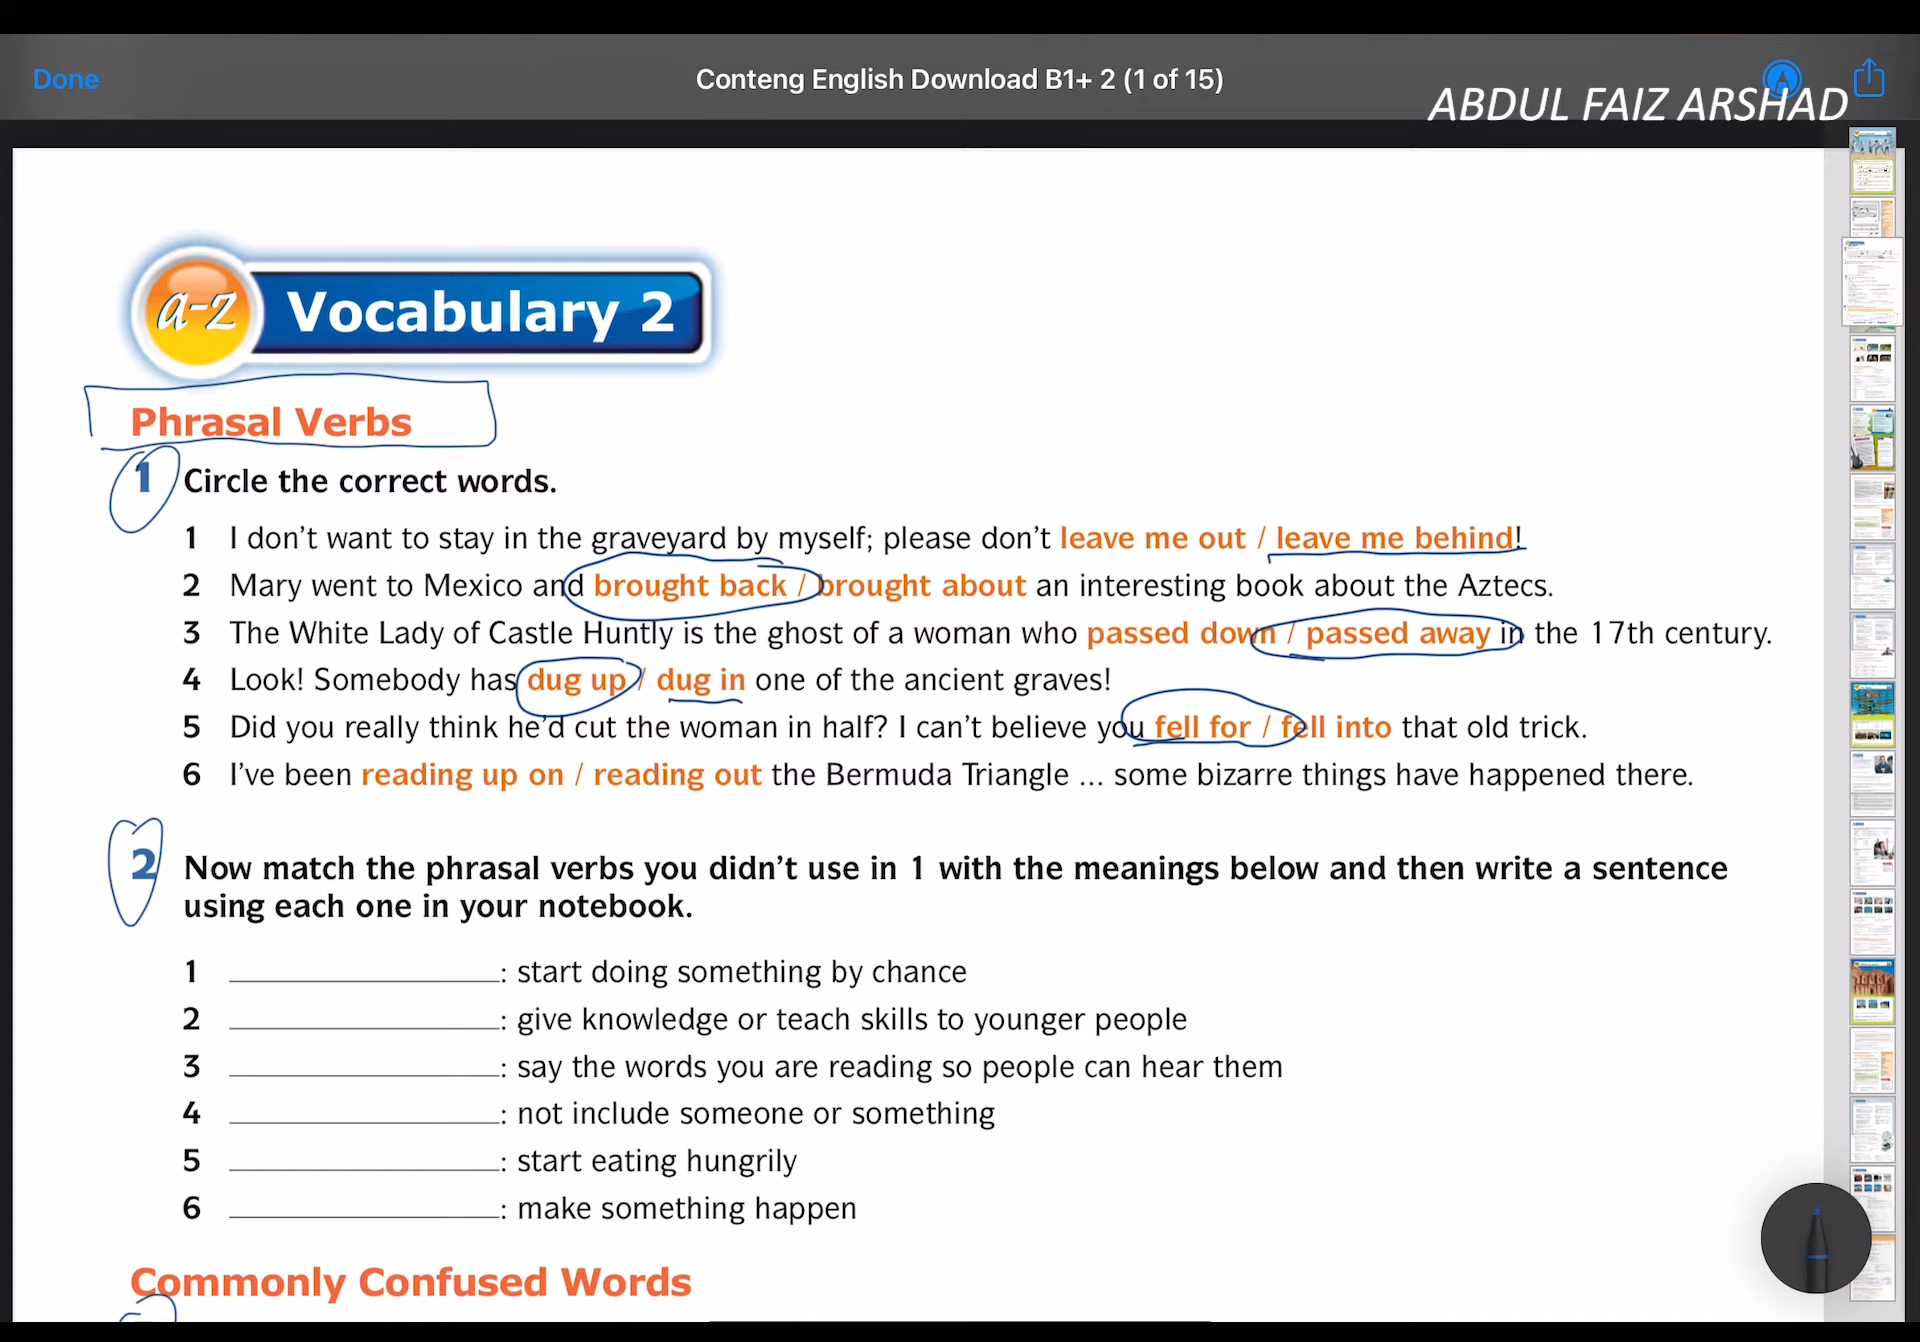 Done
Conteng English Download B1+ 2 (1 of 15)
ABDUL FAIZ ARSHAD
a-z Vocabulary 2
Phrasal Verbs
1 Circle the correct words.
1 I don't want to stay in the graveyard by myself; please don't leave me out / leave me behind!
2 Mary went to Mexico and brought back / brought about an interesting book about the Aztecs.
3 The White Lady of Castle Huntly is the ghost of a woman who passed down / passed away in the 17th century.
4 Look! Somebody has dug up / dug in one of the ancient graves!
5 Did you really think he'd cut the woman in half? I can't believe you fell for / fell into that old trick.
6 I've been reading up on / reading out the Bermuda Triangle ... some bizarre things have happened there.
2 Now match the phrasal verbs you didn't use in 1 with the meanings below and then write a sentence
using each one in your notebook.
1 ____________ : start doing something by chance
2 ____________ : give knowledge or teach skills to younger people
3 ____________ : say the words you are reading so people can hear them
4 ____________ : not include someone or something
5 ____________ : start eating hungrily
6 ____________ : make something happen
Commonly Confused Words